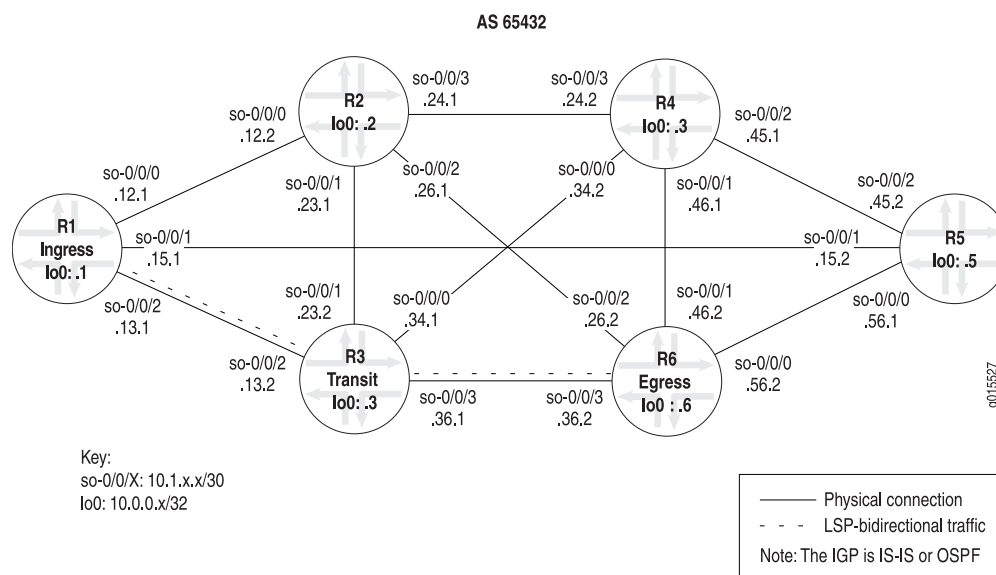 AS 65432
so-0/0/3
.24.1
so-0/0/3
.24.2
R2
lo0: .2
R4
lo0: .3
so-0/0/0
.12.2
so-0/0/2
.45.1
so-0/0/0
.12.1
so-0/0/2
.26.1
so-0/0/0
.34.2
so-0/0/1
.23.1
so-0/0/1
.46.1
so-0/0/2
.45.2
R1
Ingress
lo0: .1
so-0/0/1
.15.1
so-0/0/1
.15.2
R5
lo0: .5
so-0/0/2
.13.1
so-0/0/1
.23.2
so-0/0/0
.34.1
so-0/0/2
.26.2
so-0/0/1
.46.2
so-0/0/0
.56.1
so-0/0/2
.13.2
R3
Transit
lo0: .3
R6
Egress
lo0 : .6
so-0/0/0
.56.2
so-0/0/3
.36.1
so-0/0/3
.36.2
g015527
Key:
so-0/0/X: 10.1.x.x/30
lo0: 10.0.0.x/32
Physical connection
LSP-bidirectional traffic
Note: The IGP is IS-IS or OSPF